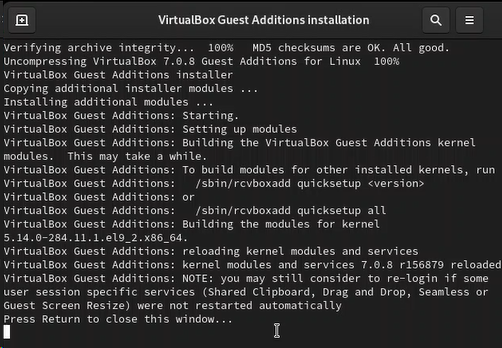 VirtualBox Guest Additions installation
Verifying archive integrity...  100%   MD5 checksums are OK. All good.
Uncompressing VirtualBox 7.0.8 Guest Additions for Linux  100%
VirtualBox Guest Additions installer
Copying additional installer modules ...
Installing additional modules ...
VirtualBox Guest Additions: Starting.
VirtualBox Guest Additions: Setting up modules
VirtualBox Guest Additions: Building the VirtualBox Guest Additions kernel
modules.  This may take a while.
VirtualBox Guest Additions: To build modules for other installed kernels, run
VirtualBox Guest Additions:   /sbin/rcvboxadd quicksetup <version>
VirtualBox Guest Additions: or
VirtualBox Guest Additions:   /sbin/rcvboxadd quicksetup all
VirtualBox Guest Additions: Building the modules for kernel
5.14.0-284.11.1.el9_2.x86_64.
VirtualBox Guest Additions: reloading kernel modules and services
VirtualBox Guest Additions: kernel modules and services 7.0.8 r156879 reloaded
VirtualBox Guest Additions: NOTE: you may still consider to re-login if some
user session specific services (Shared Clipboard, Drag and Drop, Seamless or
Guest Screen Resize) were not restarted automatically
Press Return to close this window...